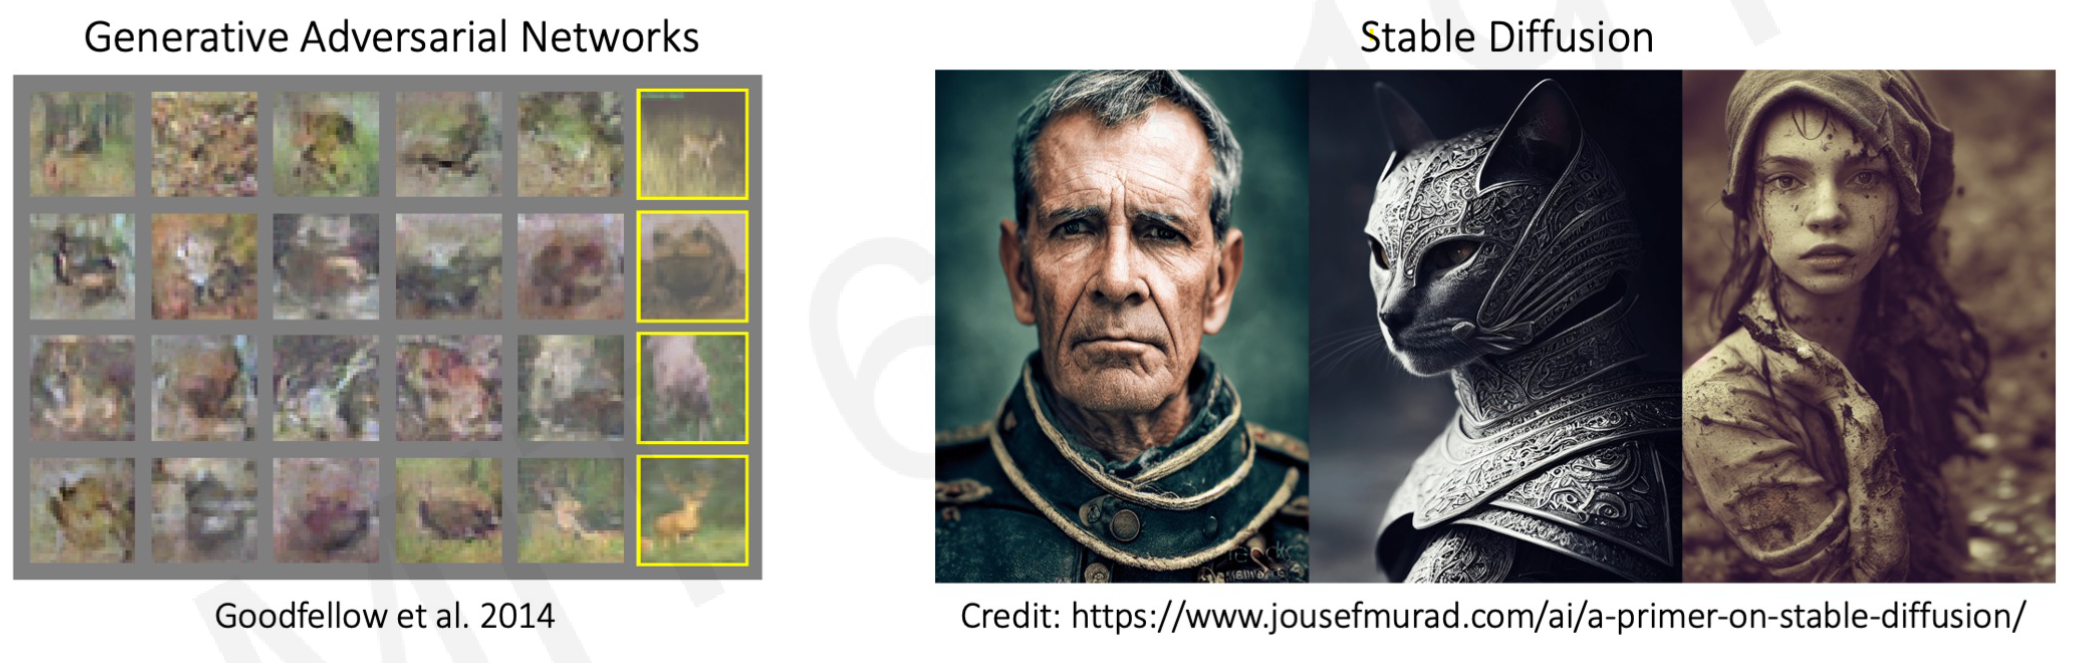 Generative Adversarial Networks
Stable Diffusion
Goodfellow et al. 2014
Credit: https://www.jousefmurad.com/ai/a-primer-on-stable-diffusion/